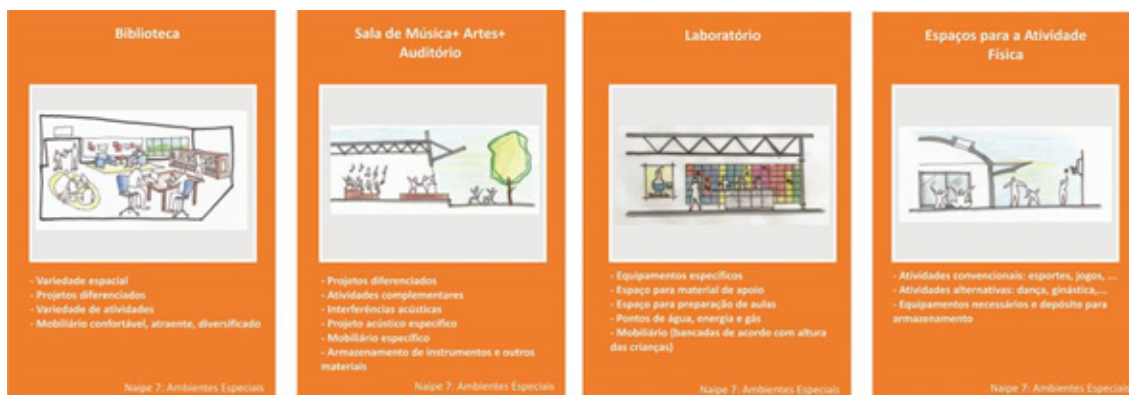 Biblioteca
- Variedade espacial
- Projetos diferenciados
- Variedade de atividades
- Mobiliário confortável, atraente, diversificado
Naipe 7: Ambientes Especiais
Sala de Música+ Artes+
Auditório
- Projetos diferenciados
- Atividades complementares
- Interferências acústicas
- Projeto acústico específico
- Mobiliário específico
- Armazenamento de instrumentos e outros
materiais
Naipe 7: Ambientes Especiais
Laboratório
- Equipamentos específicos
- Espaço para material de apoio
- Espaço para preparação de aulas
- Pontos de água, energia e gás
- Mobiliário (bancadas de acordo com altura
das crianças)
Naipe 7: Ambientes Especiais
Espaços para a Atividade
Física
- Atividades convencionais: esportes, jogos, ...
- Atividades alternativas: dança, ginástica,...
- Equipamentos necessários e depósito para
armazenamento
Naipe 7: Ambientes Especiais